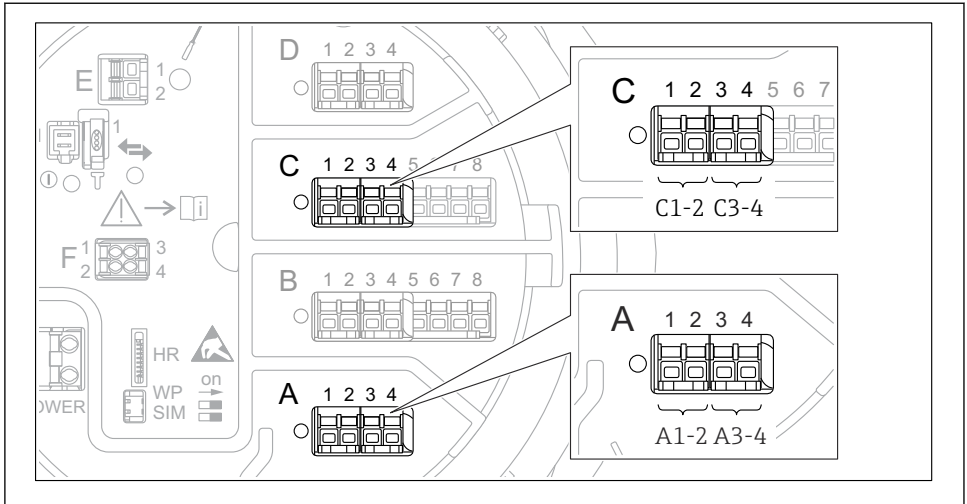 D 1 2 3 4
E 1
2
1
C 1 2 3 4 5 6 7 8
C 1 2 3 4 5 6 7
C1-2 C3-4
i
F 1 2 3 4
B 1 2 3 4 5 6 7 8
A 1 2 3 4
A 1 2 3 4
A1-2 A3-4
HR
on
WP
SIM
OWER